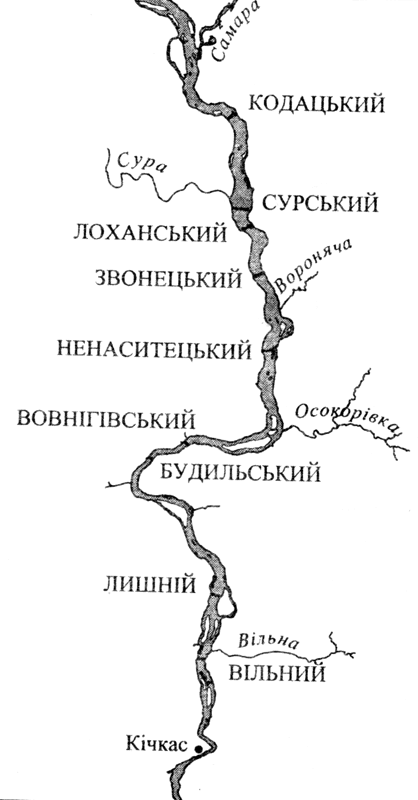 Самара
КОДАЦЬКИЙ
Сура
СУРСЬКИЙ
ЛОХАНСЬКИЙ
Вороняча
ЗВОНЕЦЬКИЙ
НЕНАСИТЕЦЬКИЙ
Осокорівка
ВОВНІГІВСЬКИЙ
БУДИЛЬСЬКИЙ
ЛИШНІЙ
Вільна
ВІЛЬНИЙ
Кічкас